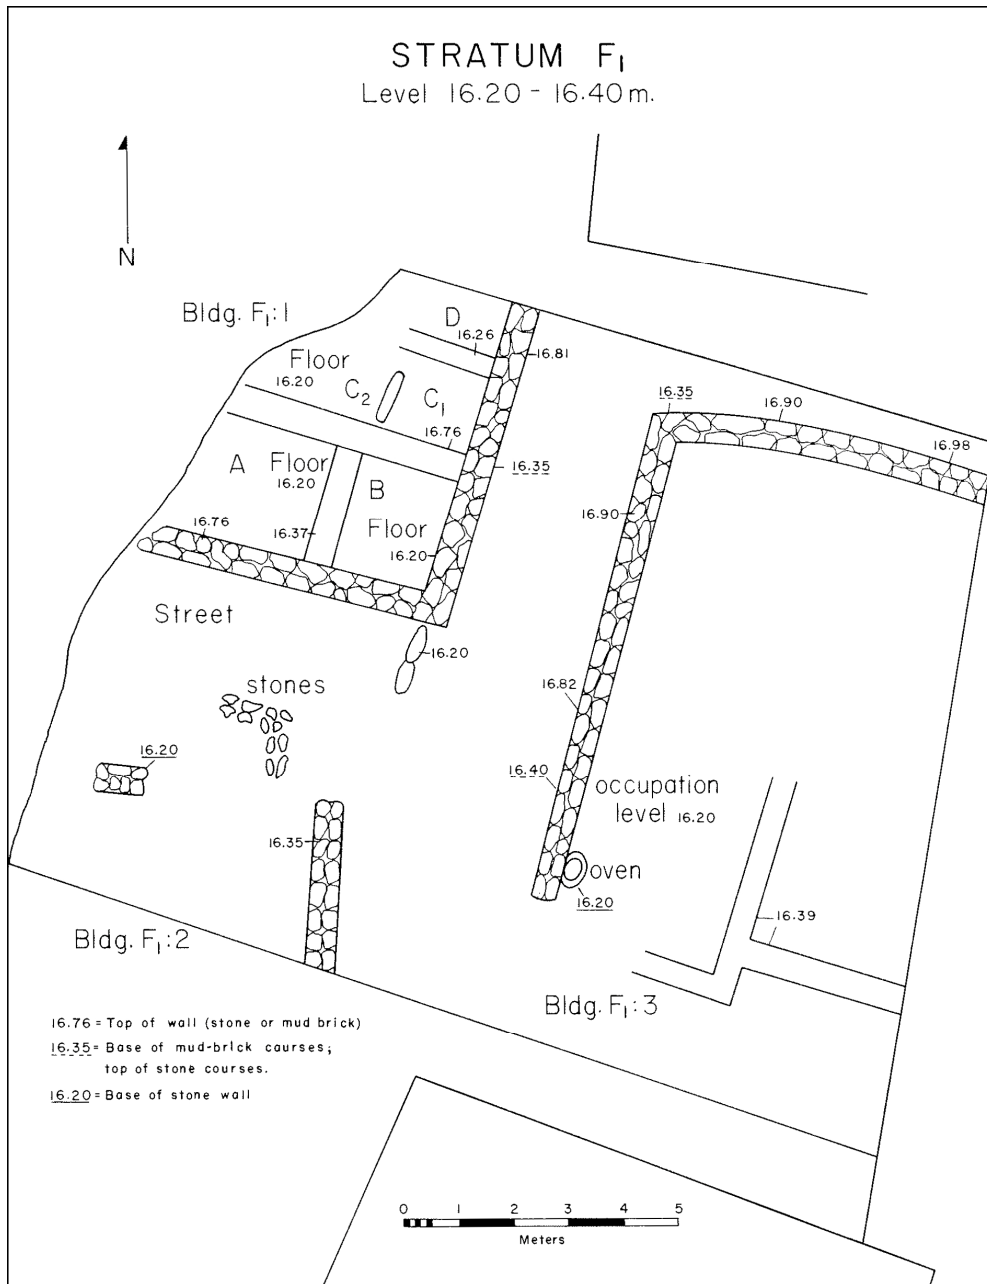 STRATUM F₁
Level 16.20 - 16.40 m.
N
Bldg. F₁:1
D
16.26
16.81
Floor
16.20
C₂
C₁
16.76
16.35
16.90
16.98
A
Floor
16.20
B
16.35
16.90
Floor
16.76
16.37
16.20
Street
16.20
stones
16.82
16.20
16.40
occupation
level 16.20
16.35
oven
16.20
16.39
Bldg. F₁:2
Bldg. F₁:3
16.76 = Top of wall (stone or mud brick)
16.35 = Base of mud-brick caurses;
top of stone courses.
16.20 = Base of stone wall
0 1 2 3 4 5
Meters